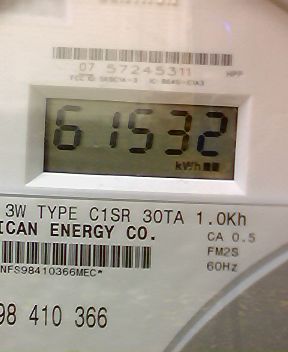 07 57245311 HPP
61532
kWh
3W TYPE C1SR 30TA 1.0Kh
ICAN ENERGY CO. CA 0.5
FM2S
NFS98410366MEC* 60Hz
98 410 366